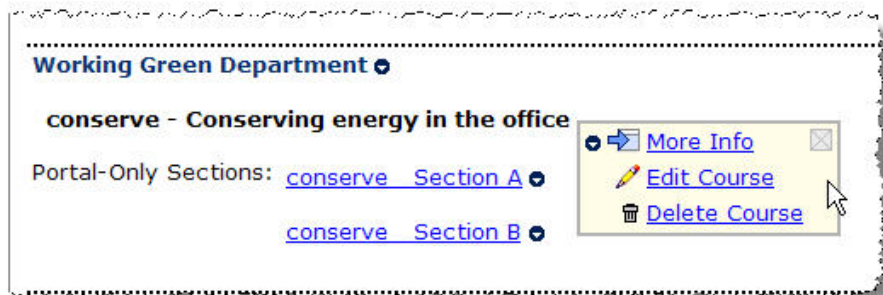 Working Green Department
conserve - Conserving energy in the office
More Info
Portal-Only Sections: conserve Section A
Edit Course
Delete Course
conserve Section B